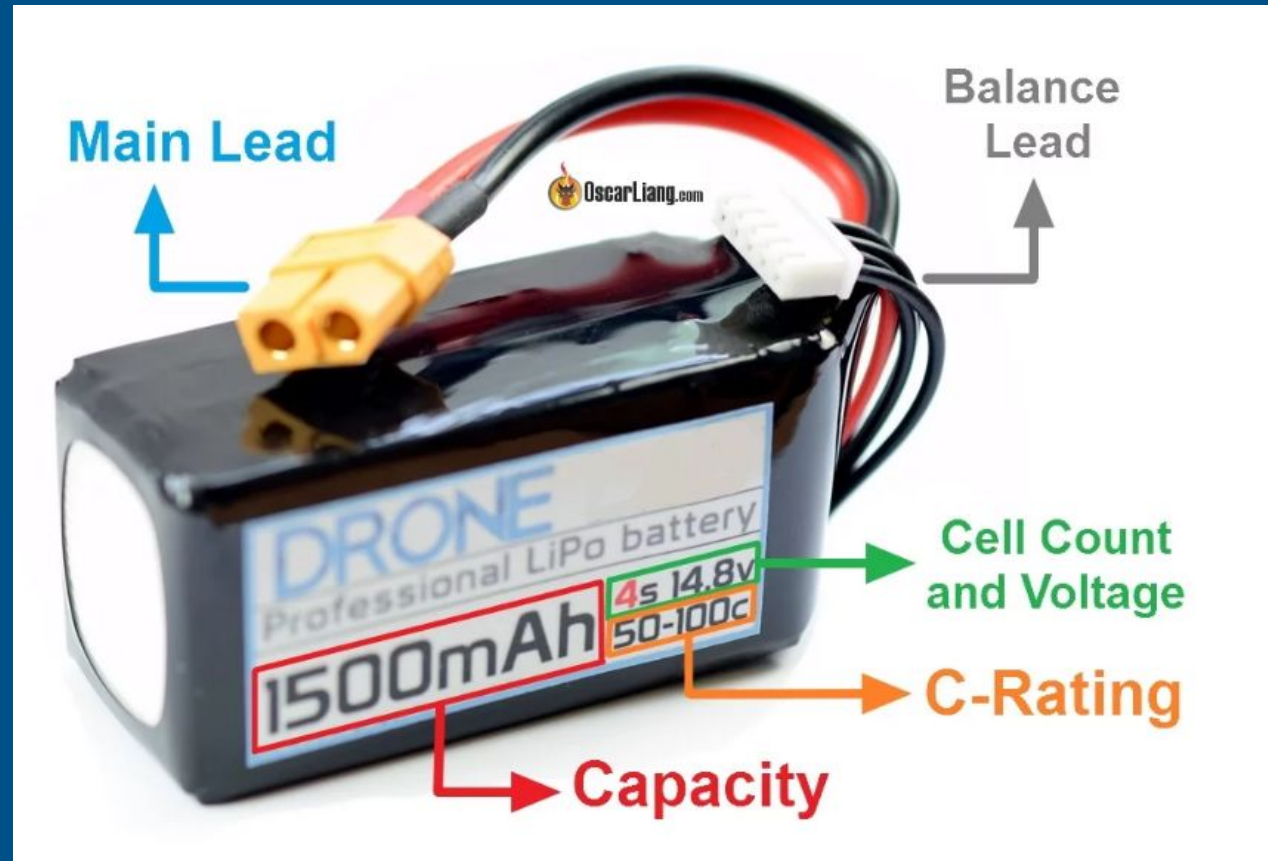 Main Lead
Balance
Lead
OscarLiang.com
DRONE
Professional LiPo battery
1500mAh
4s 14.8v
50-100c
Cell Count
and Voltage
C-Rating
Capacity